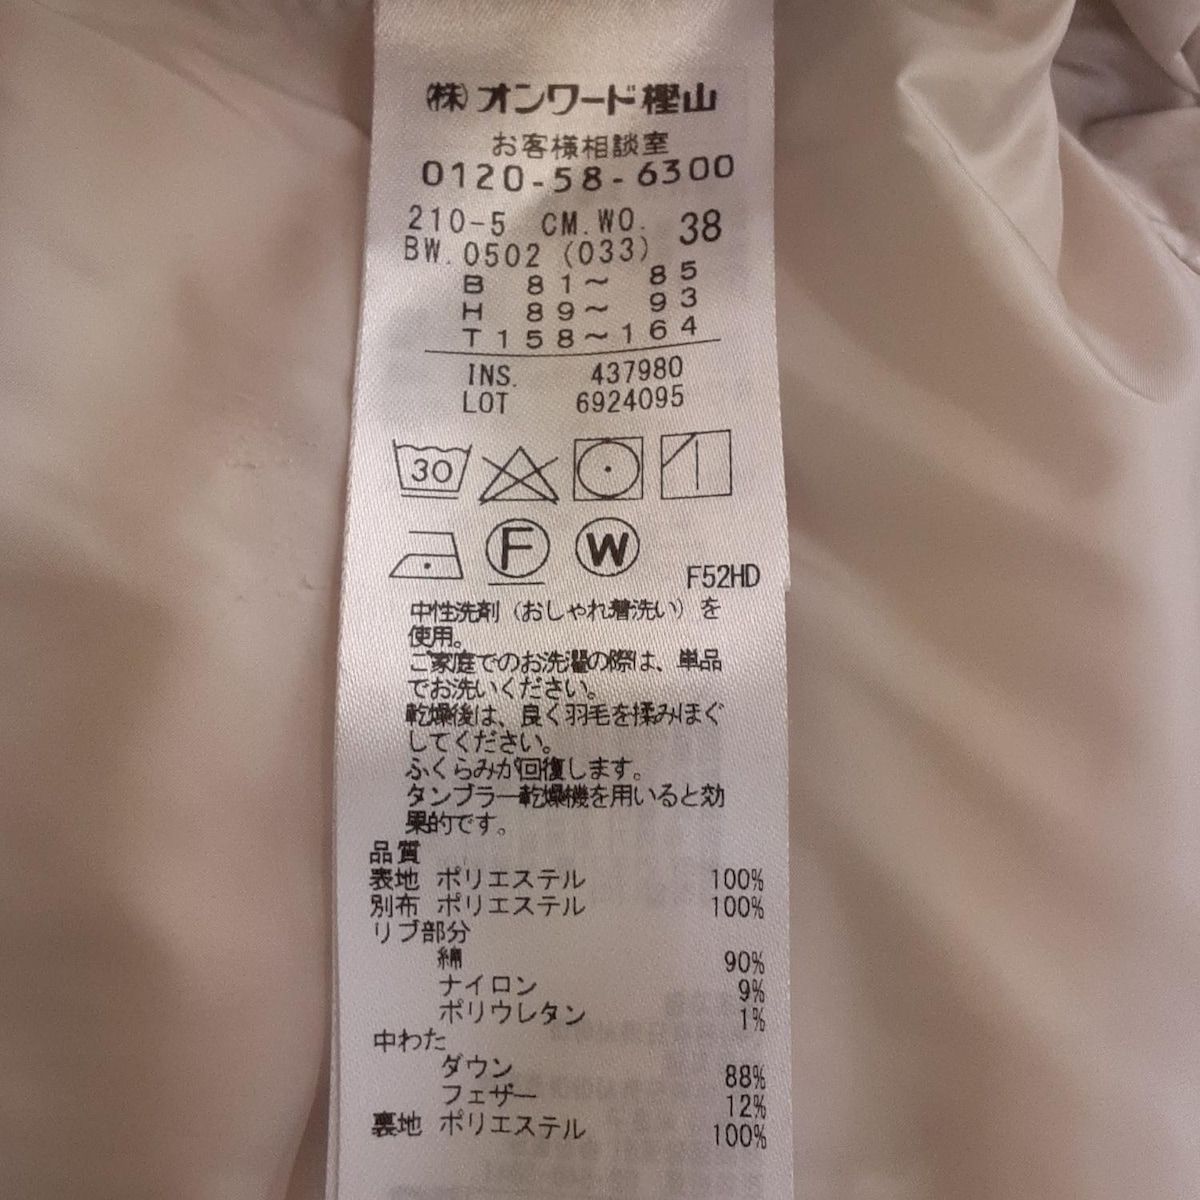 ㈱オンワード樫山
お客様相談室
0120-58-6300
210-5 CM.WO. 38
BW.0502 (033)
B 81〜 85
H 89〜 93
T158〜164
INS. 437980
LOT 6924095
30
F W
F52HD
中性洗剤（おしゃれ着洗い）を
使用。
ご家庭でのお洗濯の際は、単品
でお洗いください。
乾燥後は、良く羽毛を揉みほぐ
してください。
ふくらみが回復します。
タンブラー乾燥機を用いると効
果的です。
品質
表地 ポリエステル 100%
別布 ポリエステル 100%
リブ部分
綿 90%
ナイロン 9%
ポリウレタン 1%
中わた
ダウン 88%
フェザー 12%
裏地 ポリエステル 100%